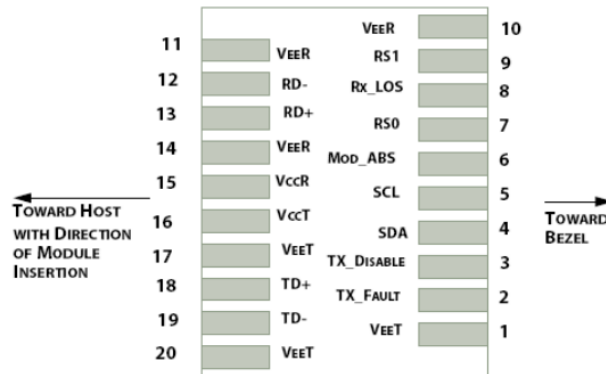 11 VEER
12 RD-
13 RD+
14 VEER
15 VCCR
16 VCCT
17 VEET
18 TD+
19 TD-
20 VEET
VEER 10
RS1 9
RX_LOS 8
RS0 7
MOD_ABS 6
SCL 5
SDA 4
TX_DISABLE 3
TX_FAULT 2
VEET 1
TOWARD HOST
WITH DIRECTION
OF MODULE
INSERTION
TOWARD
BEZEL